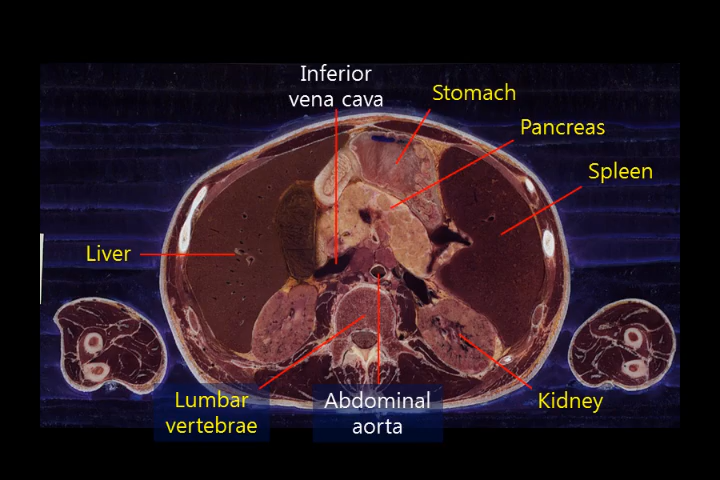 Inferior
vena cava
Stomach
Pancreas
Spleen
Liver
Lumbar
vertebrae
Abdominal
aorta
Kidney